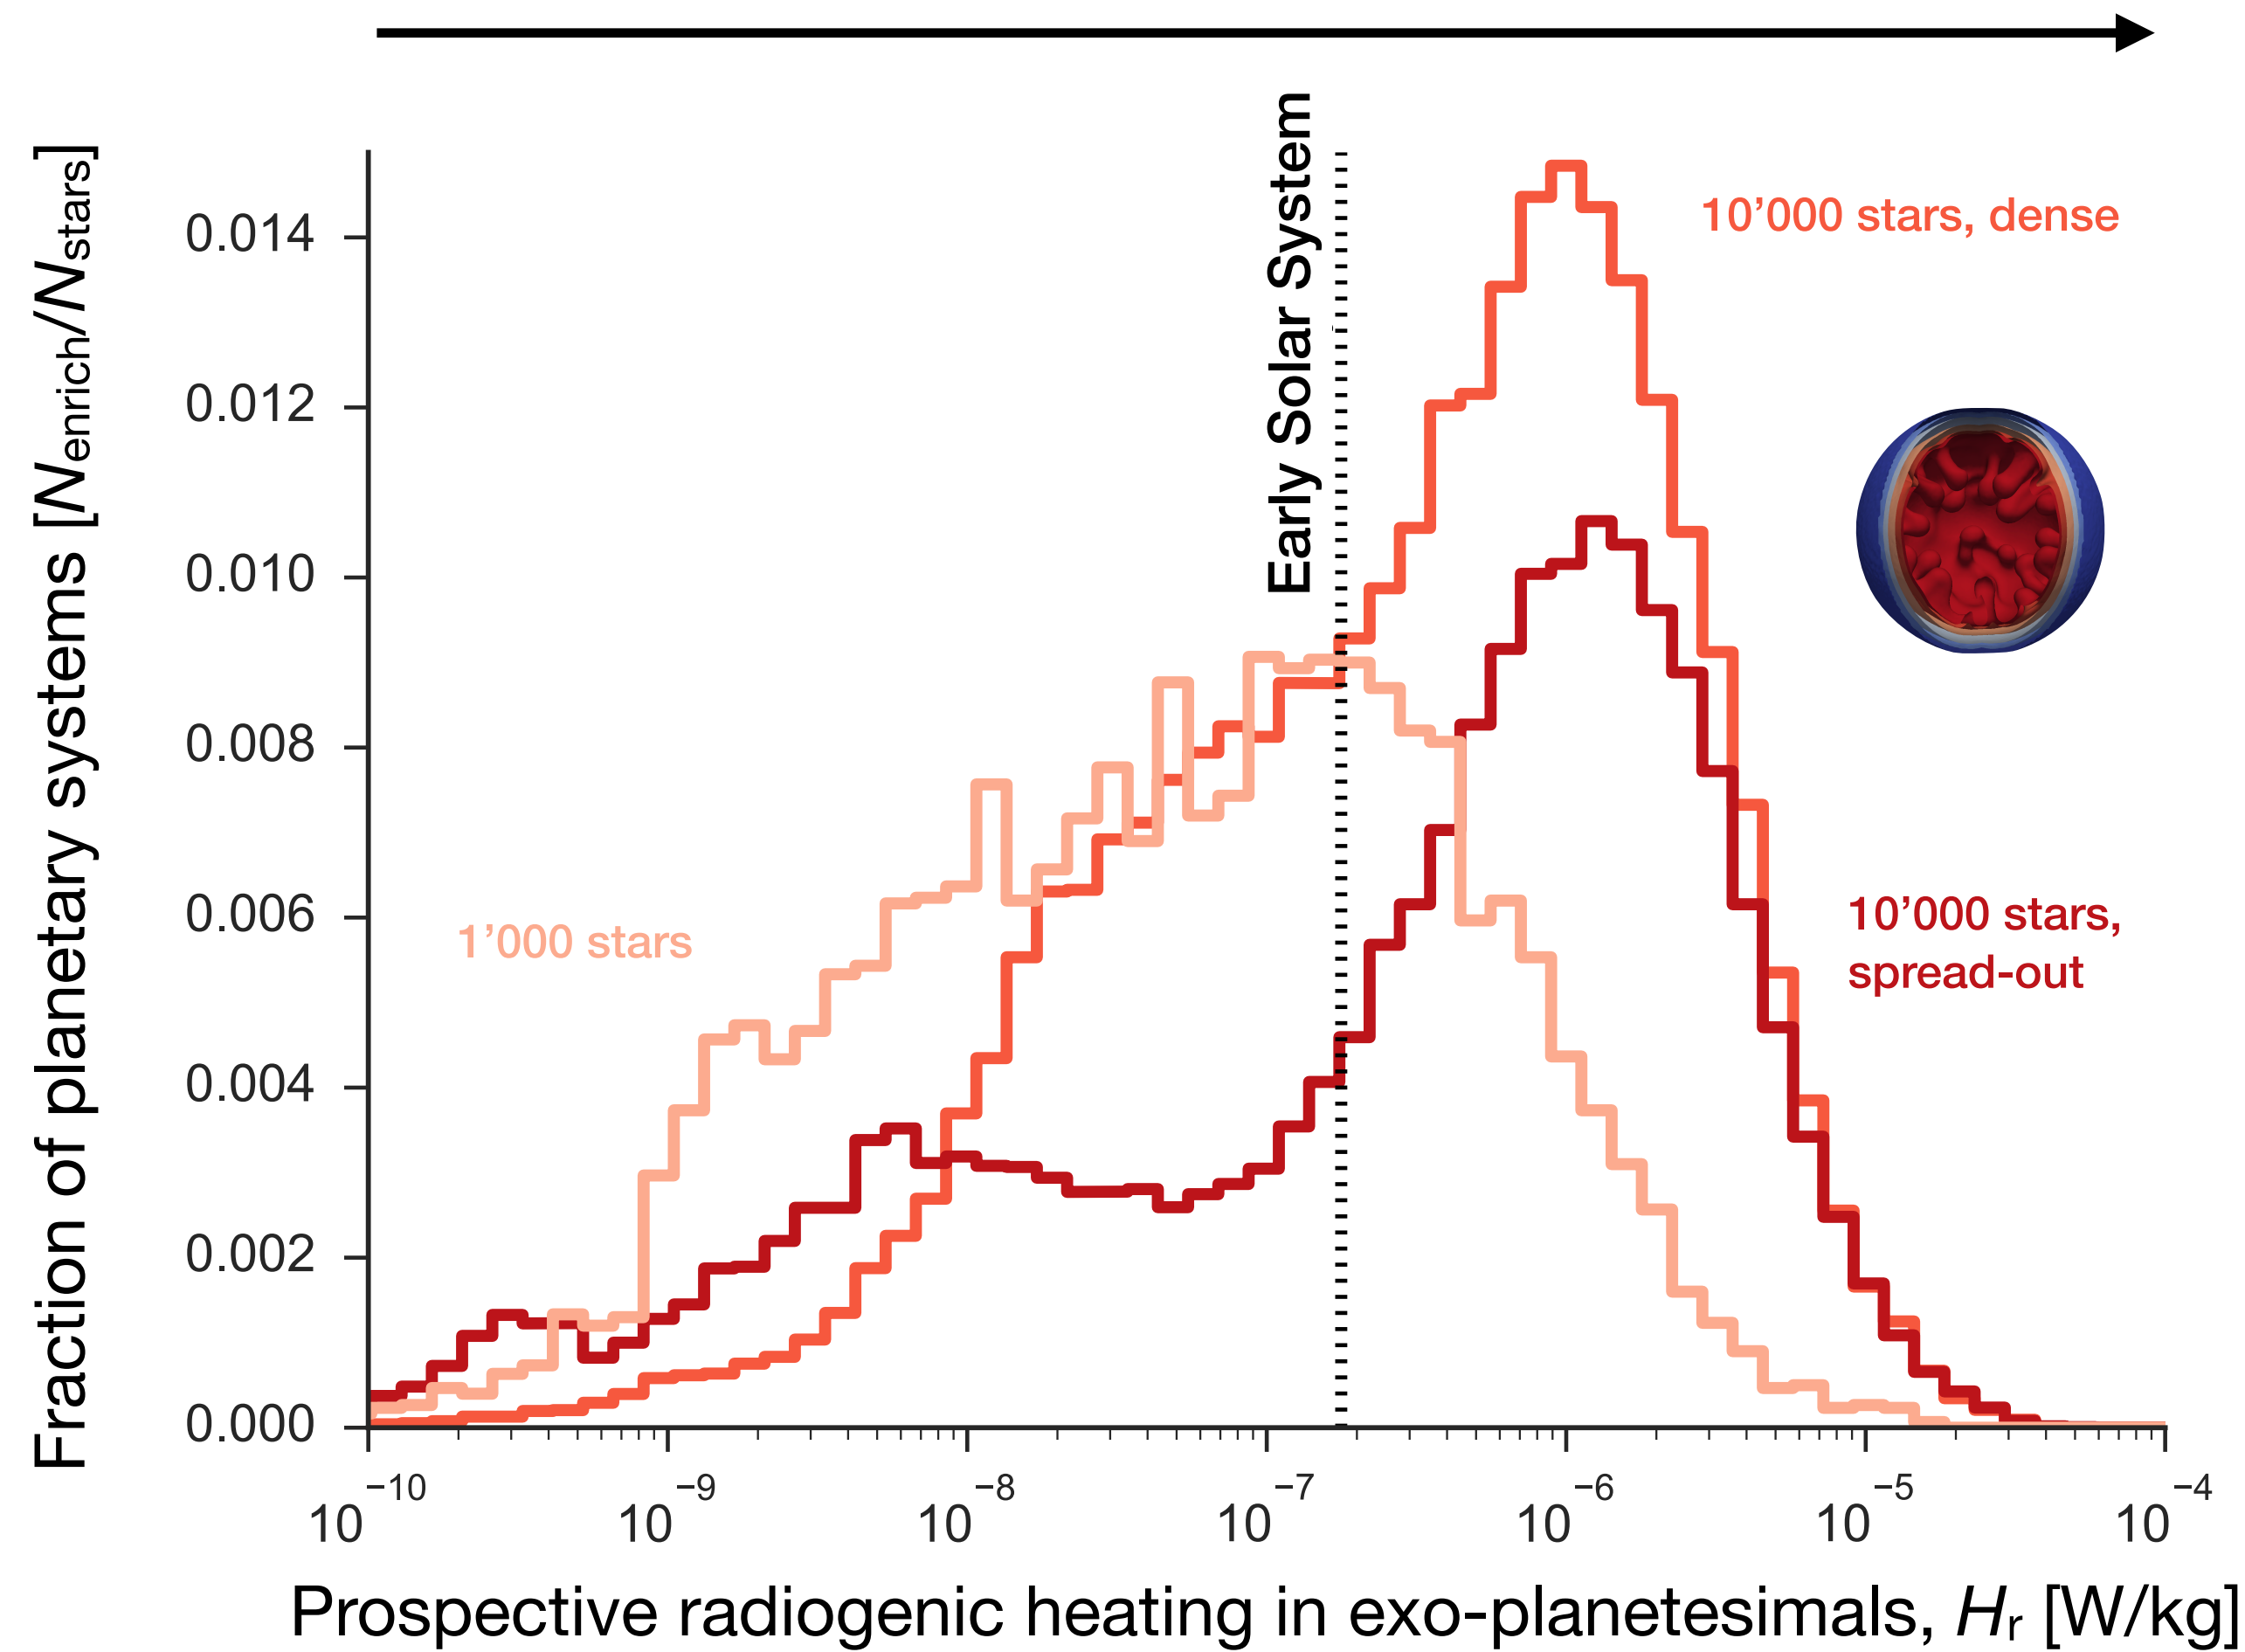 Fraction of planetary systems [Nenrich/Nstars]
0.014
0.012
0.010
0.008
0.006
0.004
0.002
0.000
Early Solar System
10’000 stars, dense
1’000 stars
10’000 stars,
spread-out
10−10 10−9 10−8 10−7 10−6 10−5 10−4
Prospective radiogenic heating in exo-planetesimals, Hr [W/kg]